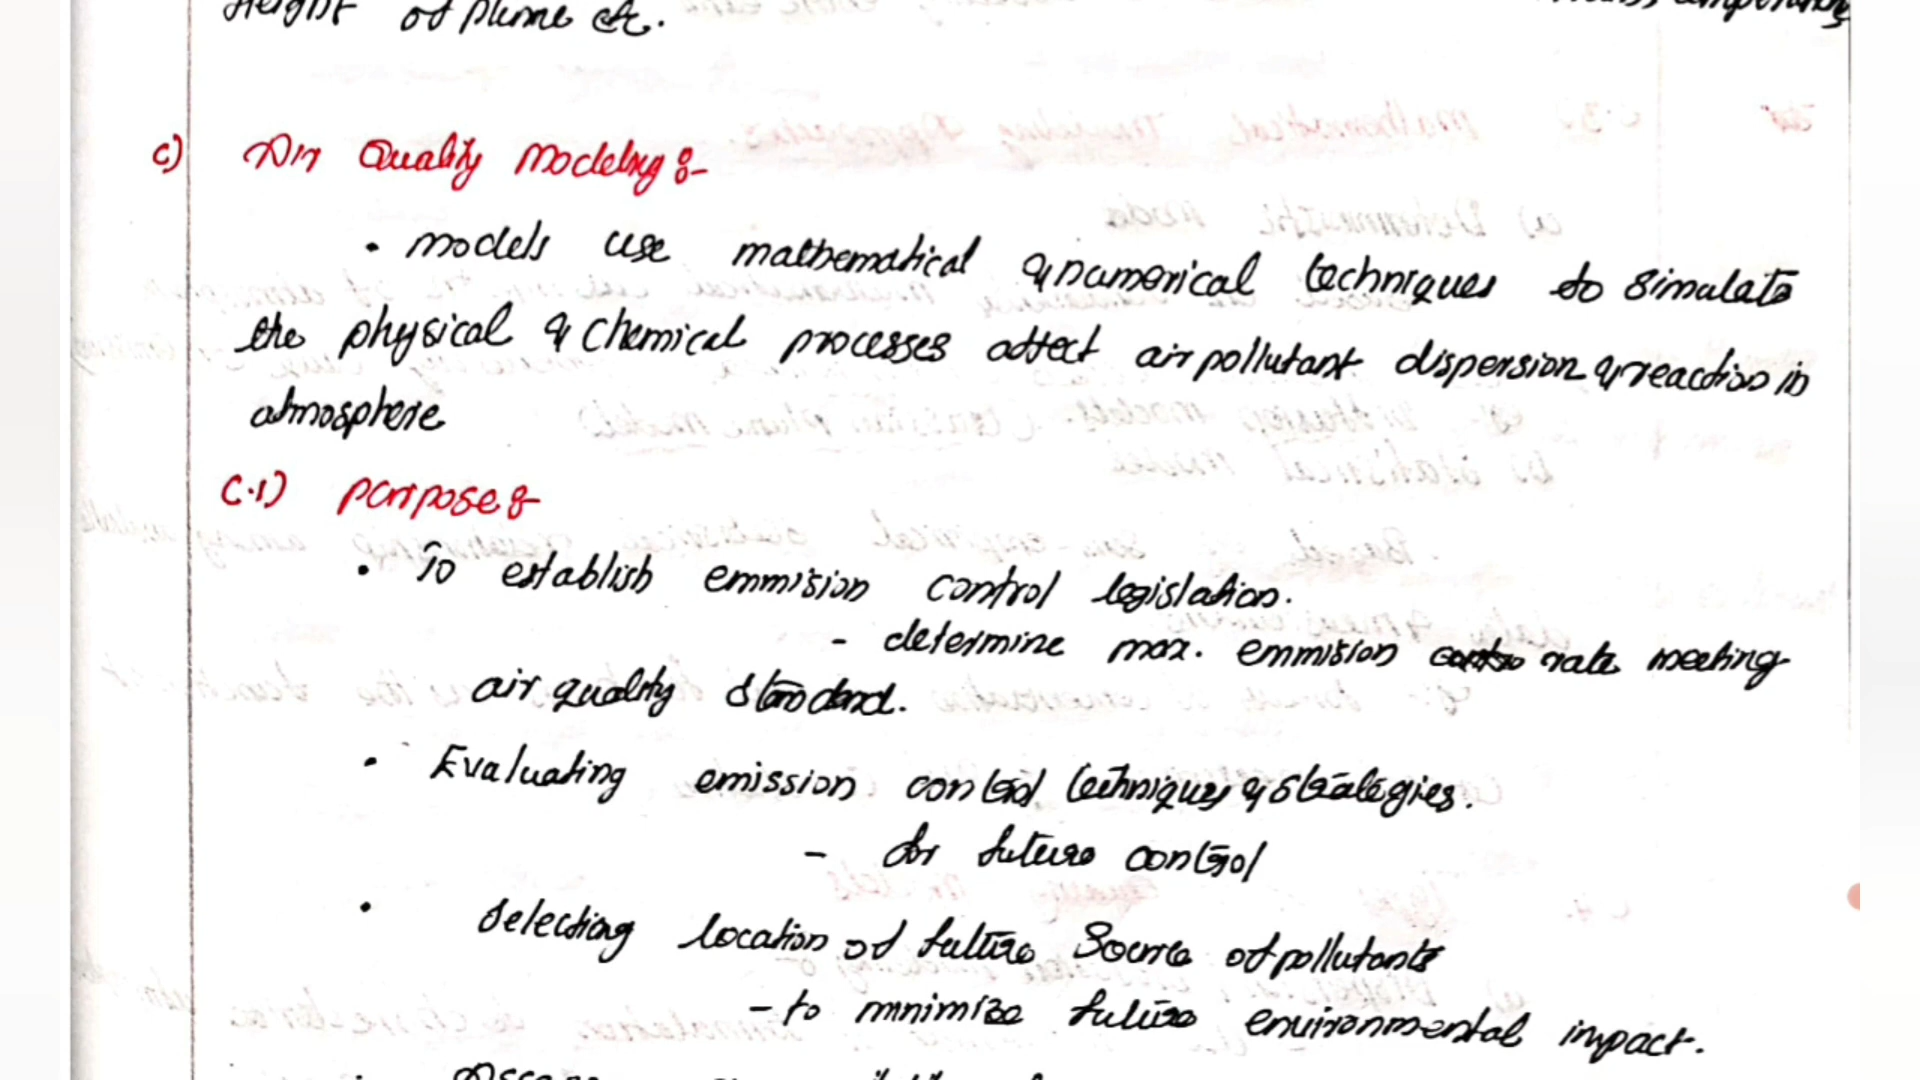 Height of plume etc.
c) Air Quality Modeling :-
• models use mathematical & numerical techniques to simulate
the physical & chemical processes affect air pollutant dispersion & reaction in
atmosphere
C.1) Purpose :-
• To establish emmision control legislation.
- determine max. emmision rate meeting
air quality standard.
• Evaluating emission control techniques & strategies.
- for future control
• Selecting location of future Source of pollutants
- to minimize future environmental impact.